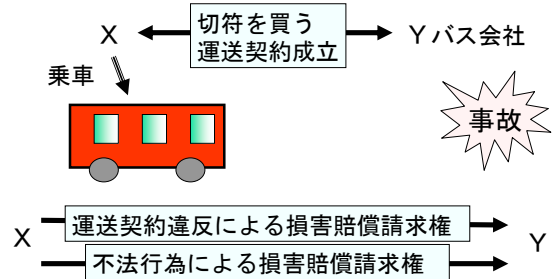 切符を買う
運送契約成立
X
Yバス会社
乗車
事故
運送契約違反による損害賠償請求権
X
Y
不法行為による損害賠償請求権